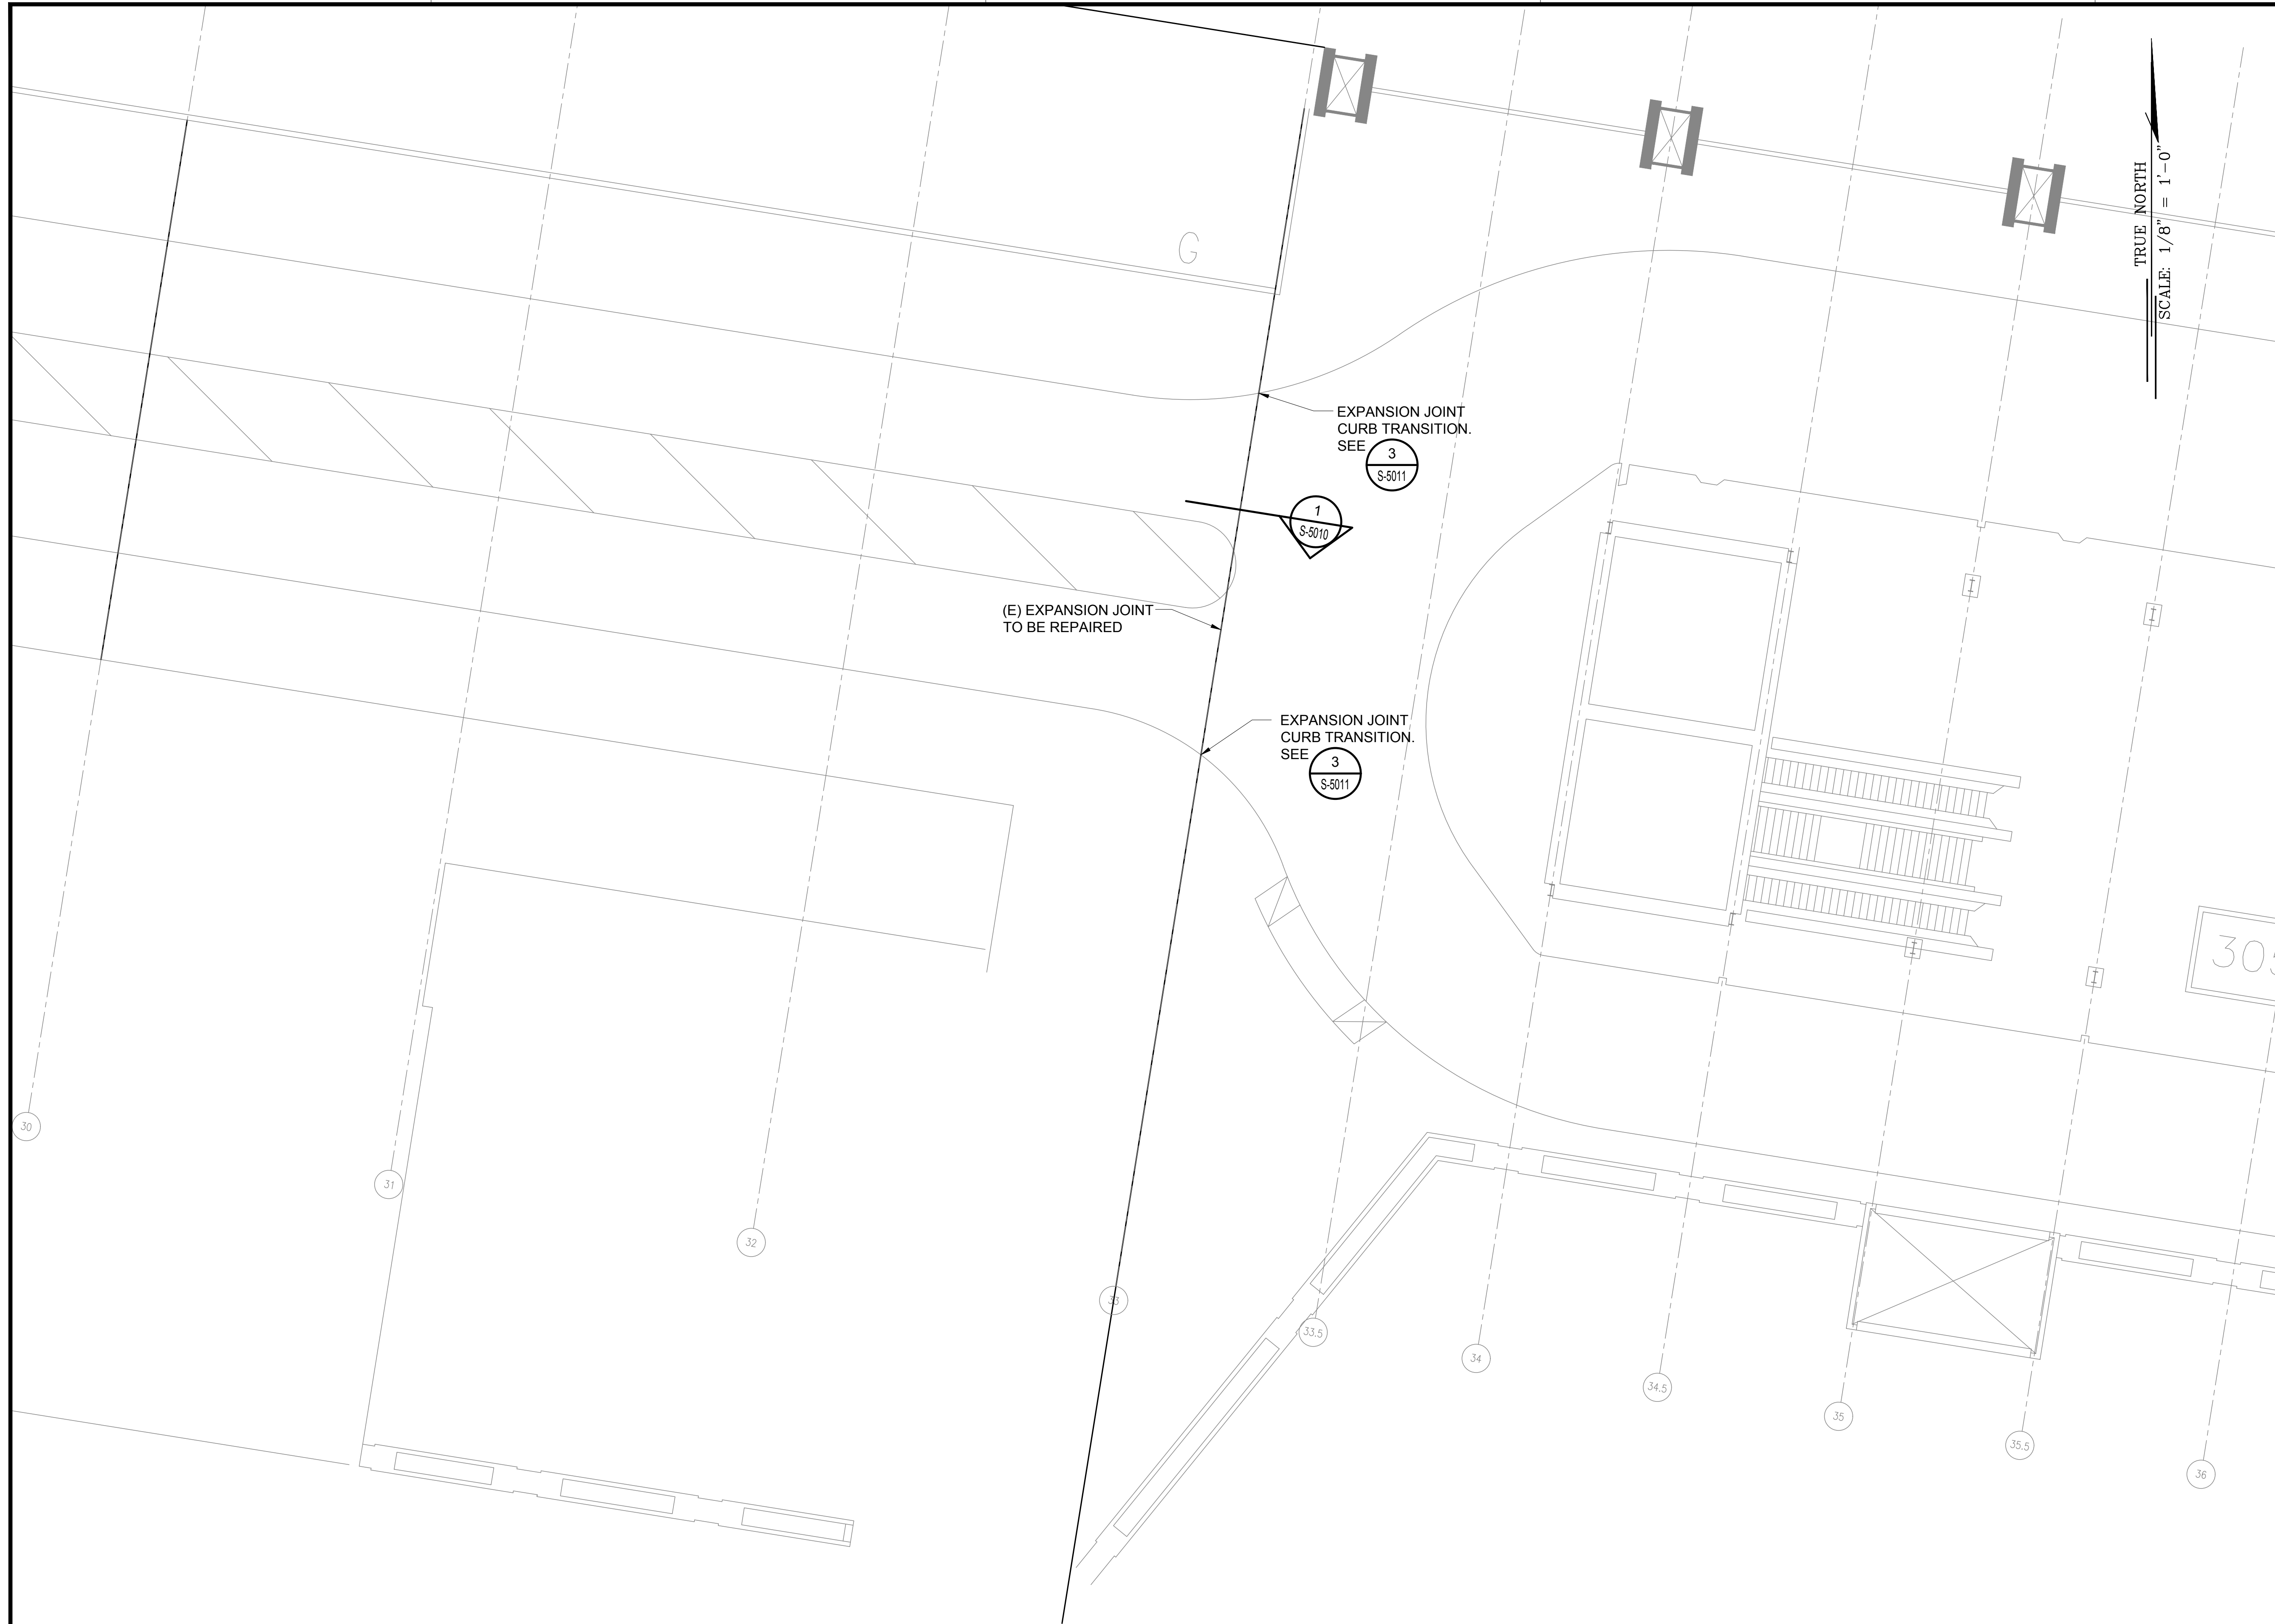 TRUE NORTH
SCALE: 1/8" = 1'-0"
G
EXPANSION JOINT
CURB TRANSITION.
SEE
3
S-5011
1
S-5010
(E) EXPANSION JOINT
TO BE REPAIRED
EXPANSION JOINT
CURB TRANSITION.
SEE
3
S-5011
30
30
31
32
33
33.5
34
34.5
35
35.5
36